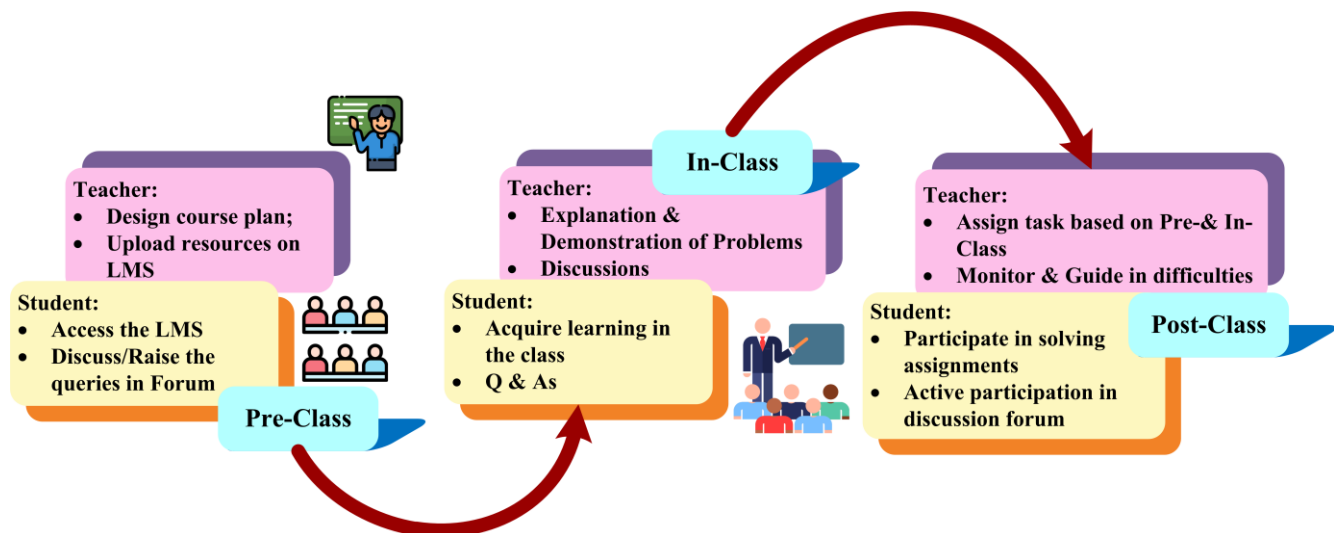 Teacher:
• Design course plan;
• Upload resources on
LMS
Student:
• Access the LMS
• Discuss/Raise the
queries in Forum
Pre-Class
In-Class
Teacher:
• Explanation &
Demonstration of Problems
• Discussions
Student:
• Acquire learning in
the class
• Q & As
Teacher:
• Assign task based on Pre-& In-
Class
• Monitor & Guide in difficulties
Student:
• Participate in solving
assignments
• Active participation in
discussion forum
Post-Class